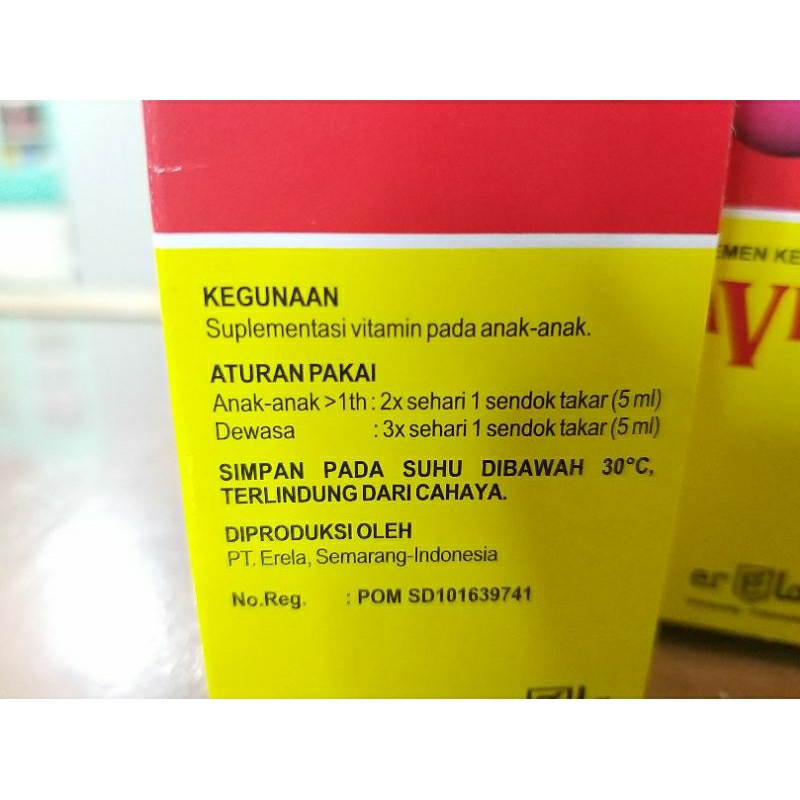 KEGUNAAN
Suplementasi vitamin pada anak-anak.
ATURAN PAKAI
Anak-anak >1th : 2x sehari 1 sendok takar (5 ml)
Dewasa : 3x sehari 1 sendok takar (5 ml)
SIMPAN PADA SUHU DIBAWAH 30°C,
TERLINDUNG DARI CAHAYA.
DIPRODUKSI OLEH
PT. Erela, Semarang-Indonesia
No.Reg. : POM SD101639741